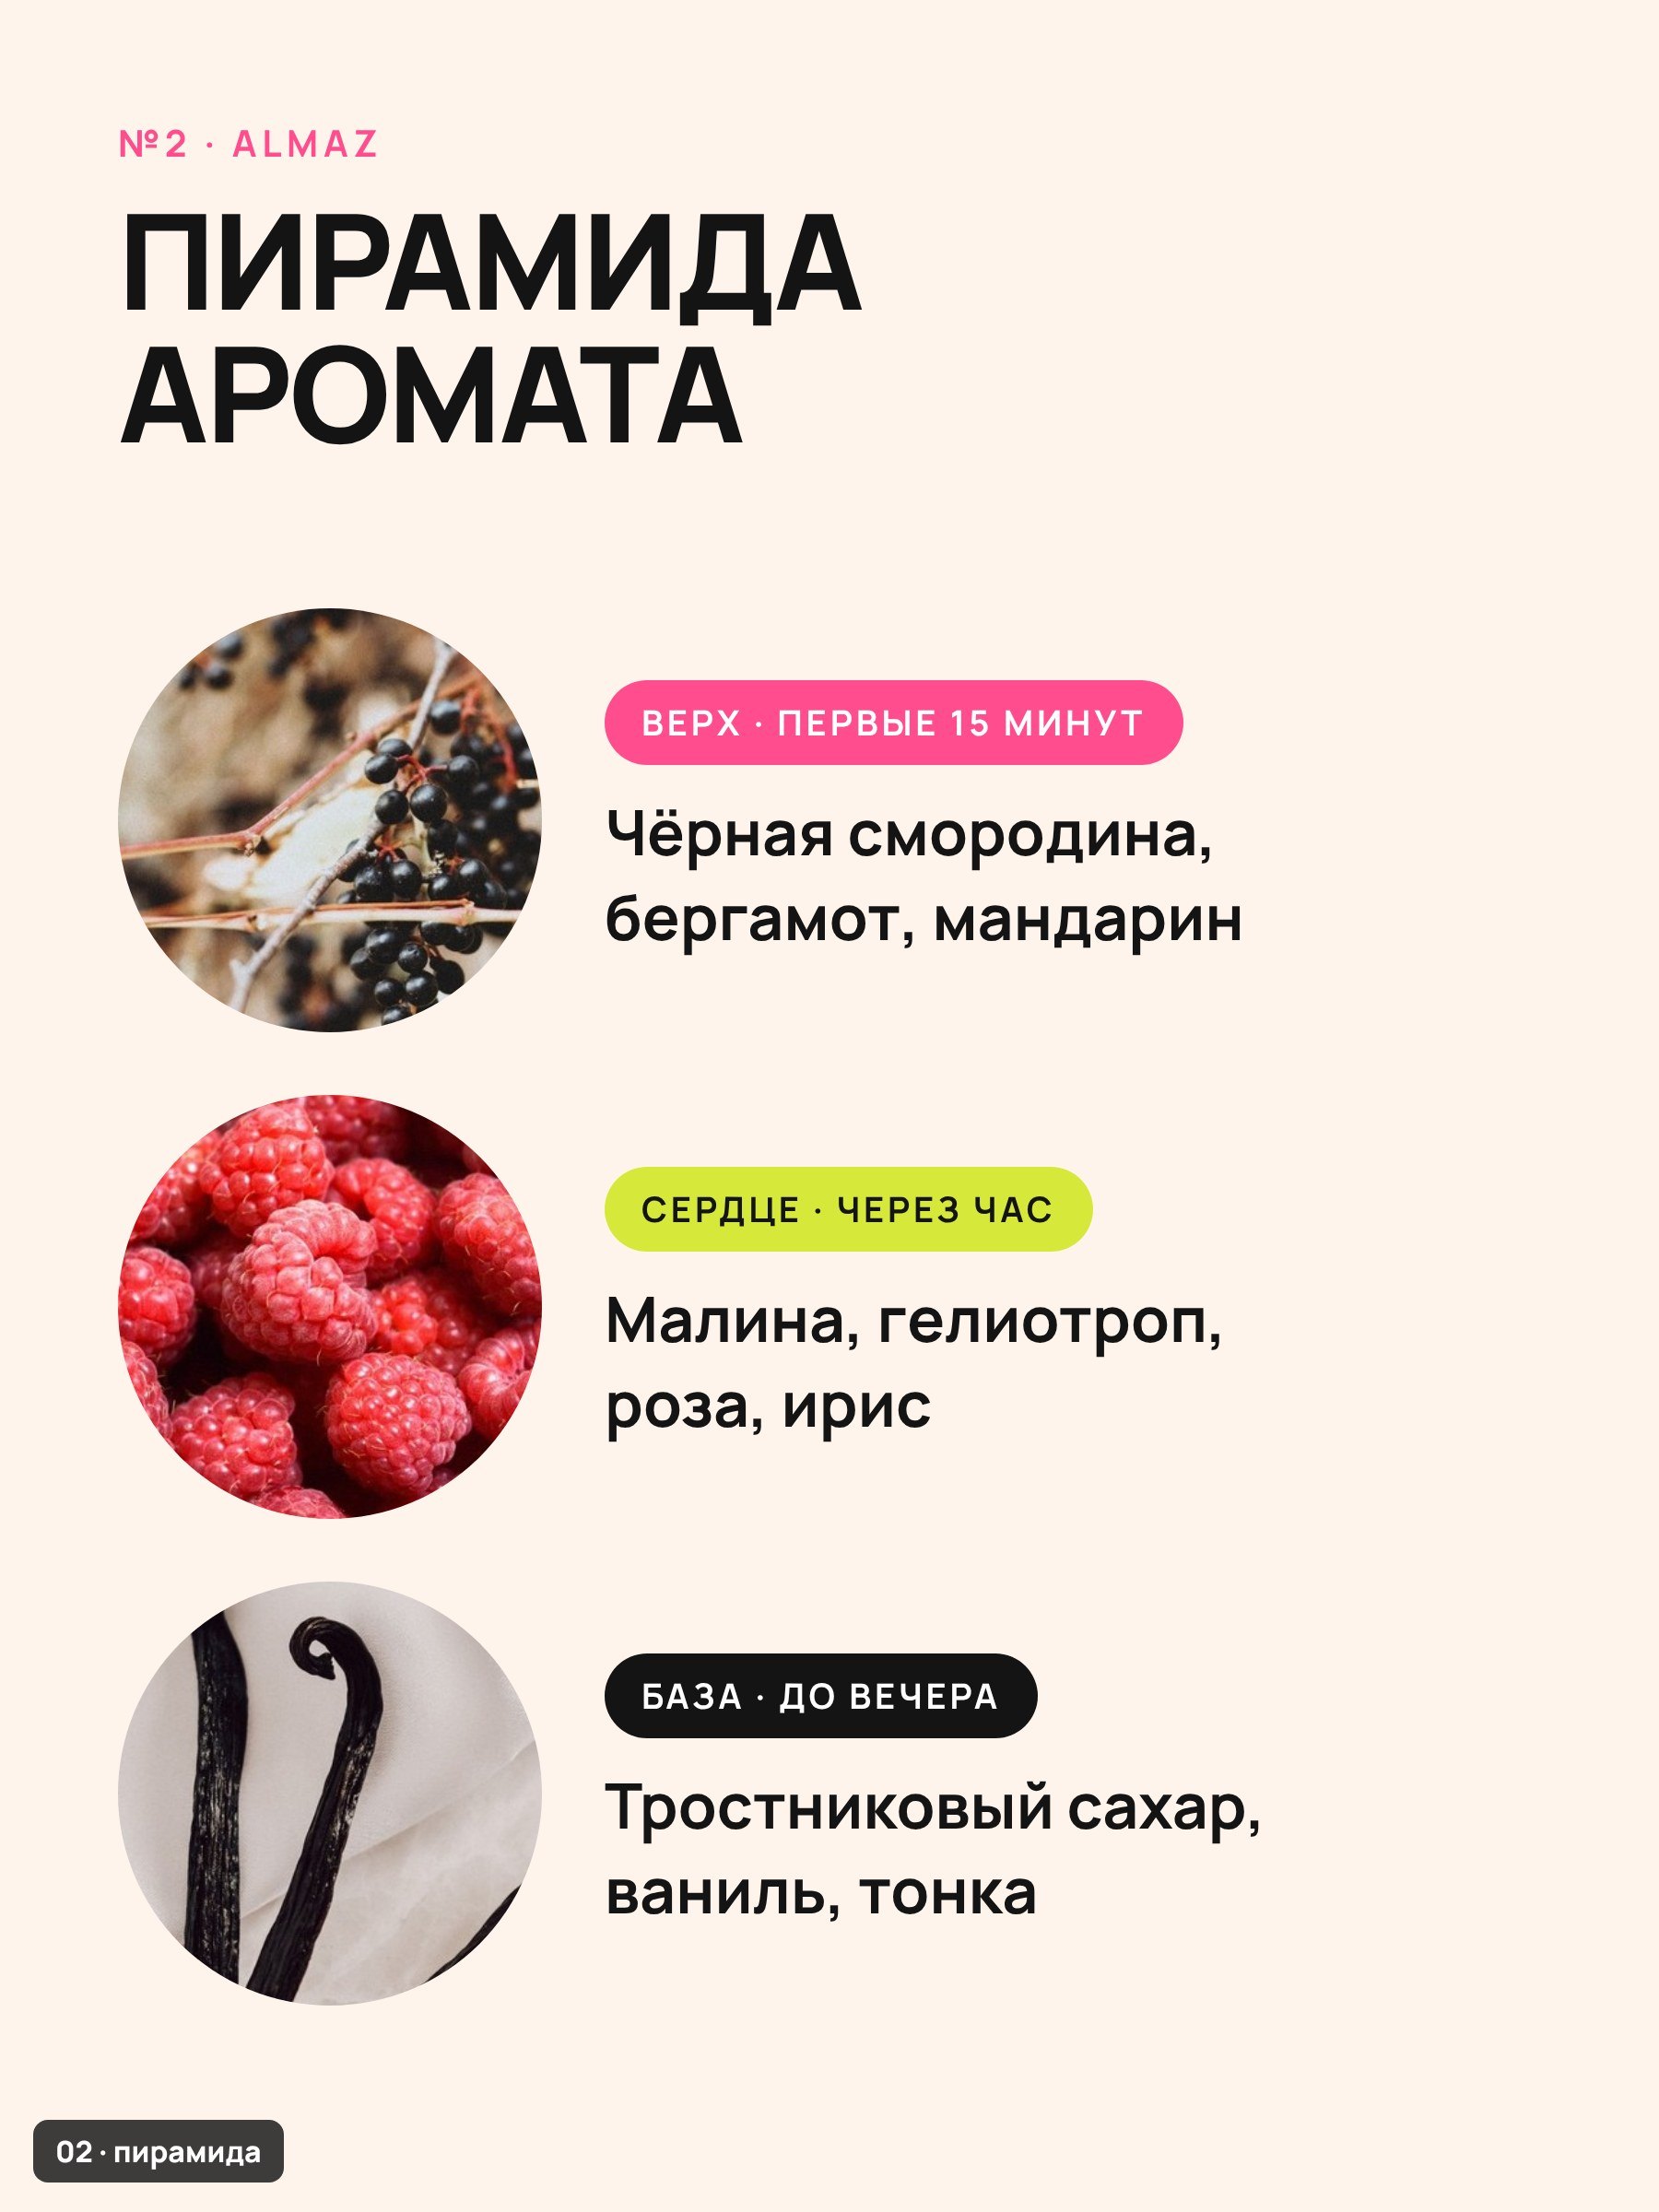 №2 · ALMAZ
ПИРАМИДА
АРОМАТА
ВЕРХ · ПЕРВЫЕ 15 МИНУТ
Чёрная смородина,
бергамот, мандарин
СЕРДЦЕ · ЧЕРЕЗ ЧАС
Малина, гелиотроп,
роза, ирис
БАЗА · ДО ВЕЧЕРА
Тростниковый сахар,
ваниль, тонка
02 · пирамида